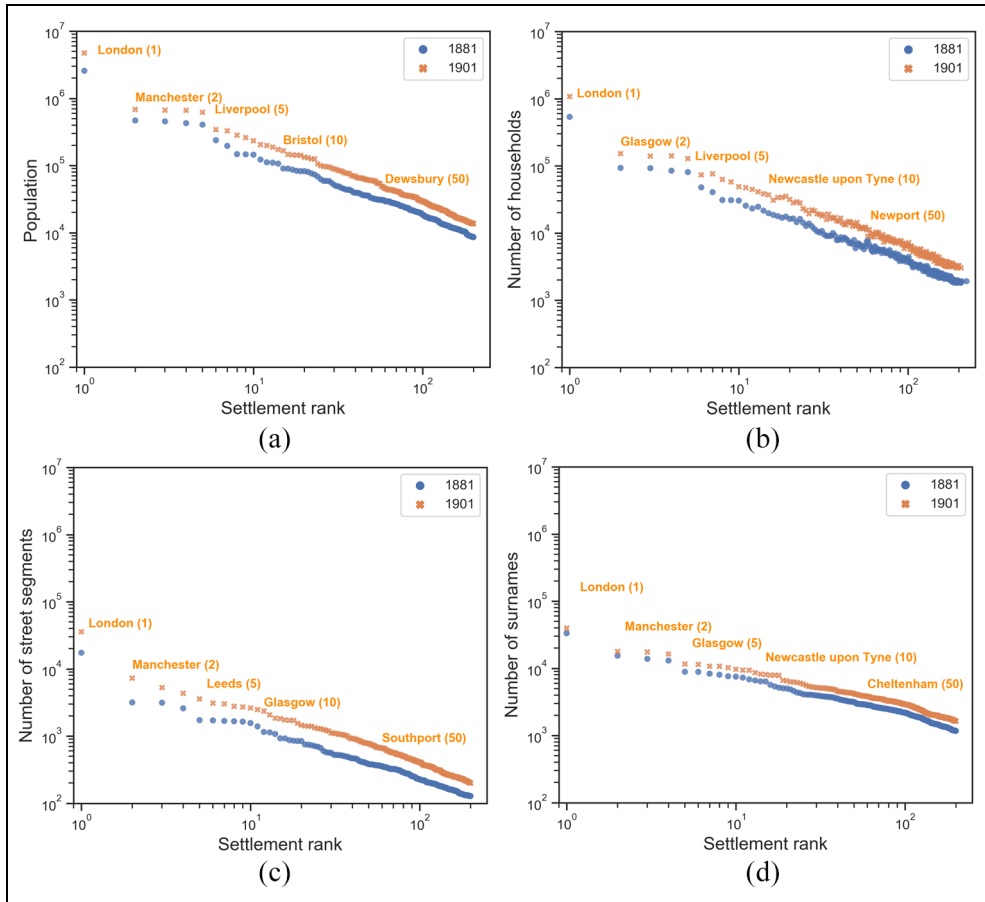 10^7
10^6
10^5
10^4
10^3
10^2
Population
London (1)
Manchester (2)
Liverpool (5)
Bristol (10)
Dewsbury (50)
1881
1901
10^0
10^1
10^2
Settlement rank
(a)
10^7
10^6
10^5
10^4
10^3
10^2
Number of households
London (1)
Glasgow (2)
Liverpool (5)
Newcastle upon Tyne (10)
Newport (50)
1881
1901
10^0
10^1
10^2
Settlement rank
(b)
10^7
10^6
10^5
10^4
10^3
10^2
Number of street segments
London (1)
Manchester (2)
Leeds (5)
Glasgow (10)
Southport (50)
1881
1901
10^0
10^1
10^2
Settlement rank
(c)
10^7
10^6
10^5
10^4
10^3
10^2
Number of surnames
London (1)
Manchester (2)
Glasgow (5)
Newcastle upon Tyne (10)
Cheltenham (50)
1881
1901
10^0
10^1
10^2
Settlement rank
(d)